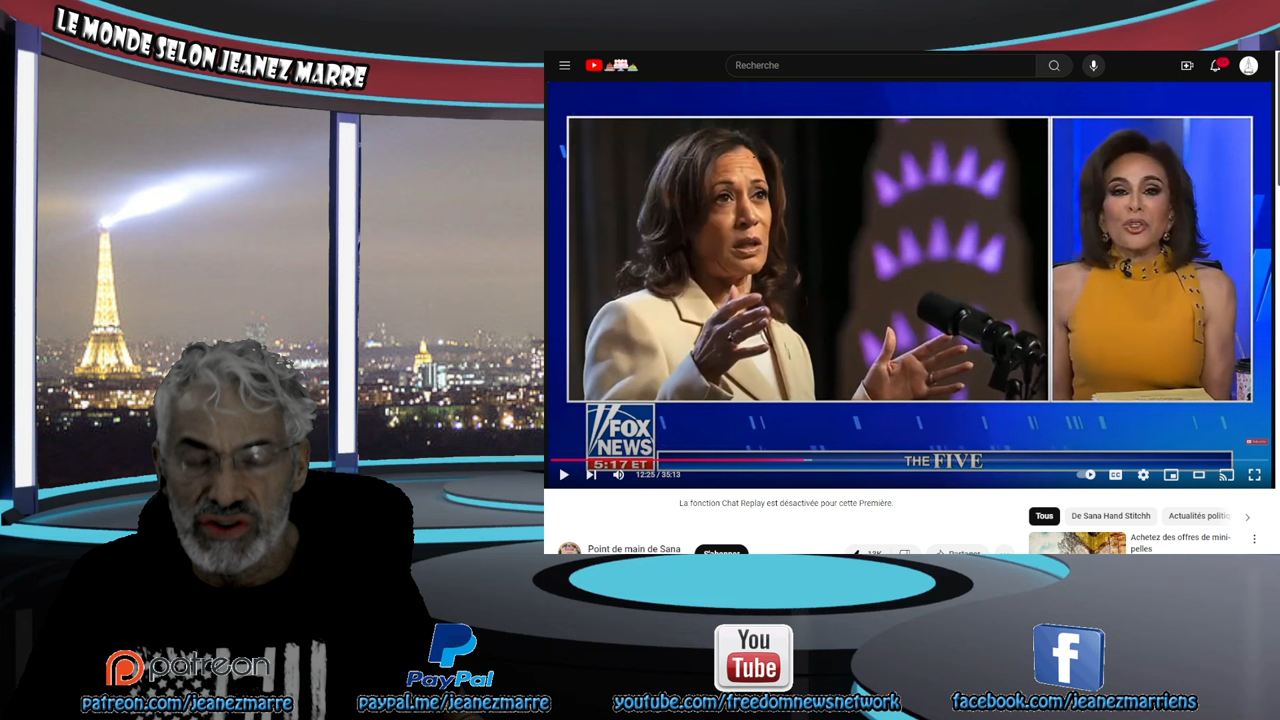 LE MONDE SELON JEANEZ MARRE
Recherche
FOX
NEWS
5:17 ET
THE FIVE
12:25 / 35:13
La fonction Chat Replay est désactivée pour cette Première.
Tous
De Sana Hand Stitchh
Actualités politiq
Achetez des offres de mini-
pelles
Point de main de Sana
S'abonner
13K
Partager
patreon
patreon.com/jeanezmarre
PayPal
paypal.me/jeanezmarre
You
Tube
youtube.com/freedomnewsnetwork
facebook.com/jeanezmarriens